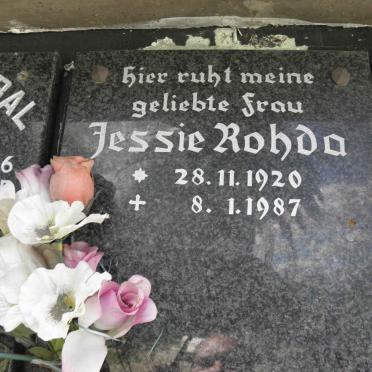 Hier ruht meine
geliebte Frau
Jessie Rohda
* 28.11.1920
+ 8. 1.1987